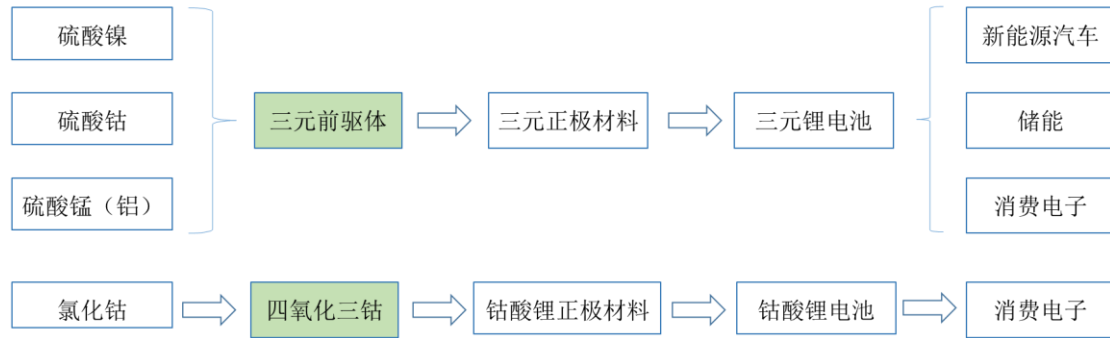 硫酸镍
硫酸钴
硫酸锰（铝）
三元前驱体
三元正极材料
三元锂电池
新能源汽车
储能
消费电子
氯化钴
四氧化三钴
钴酸锂正极材料
钴酸锂电池
消费电子